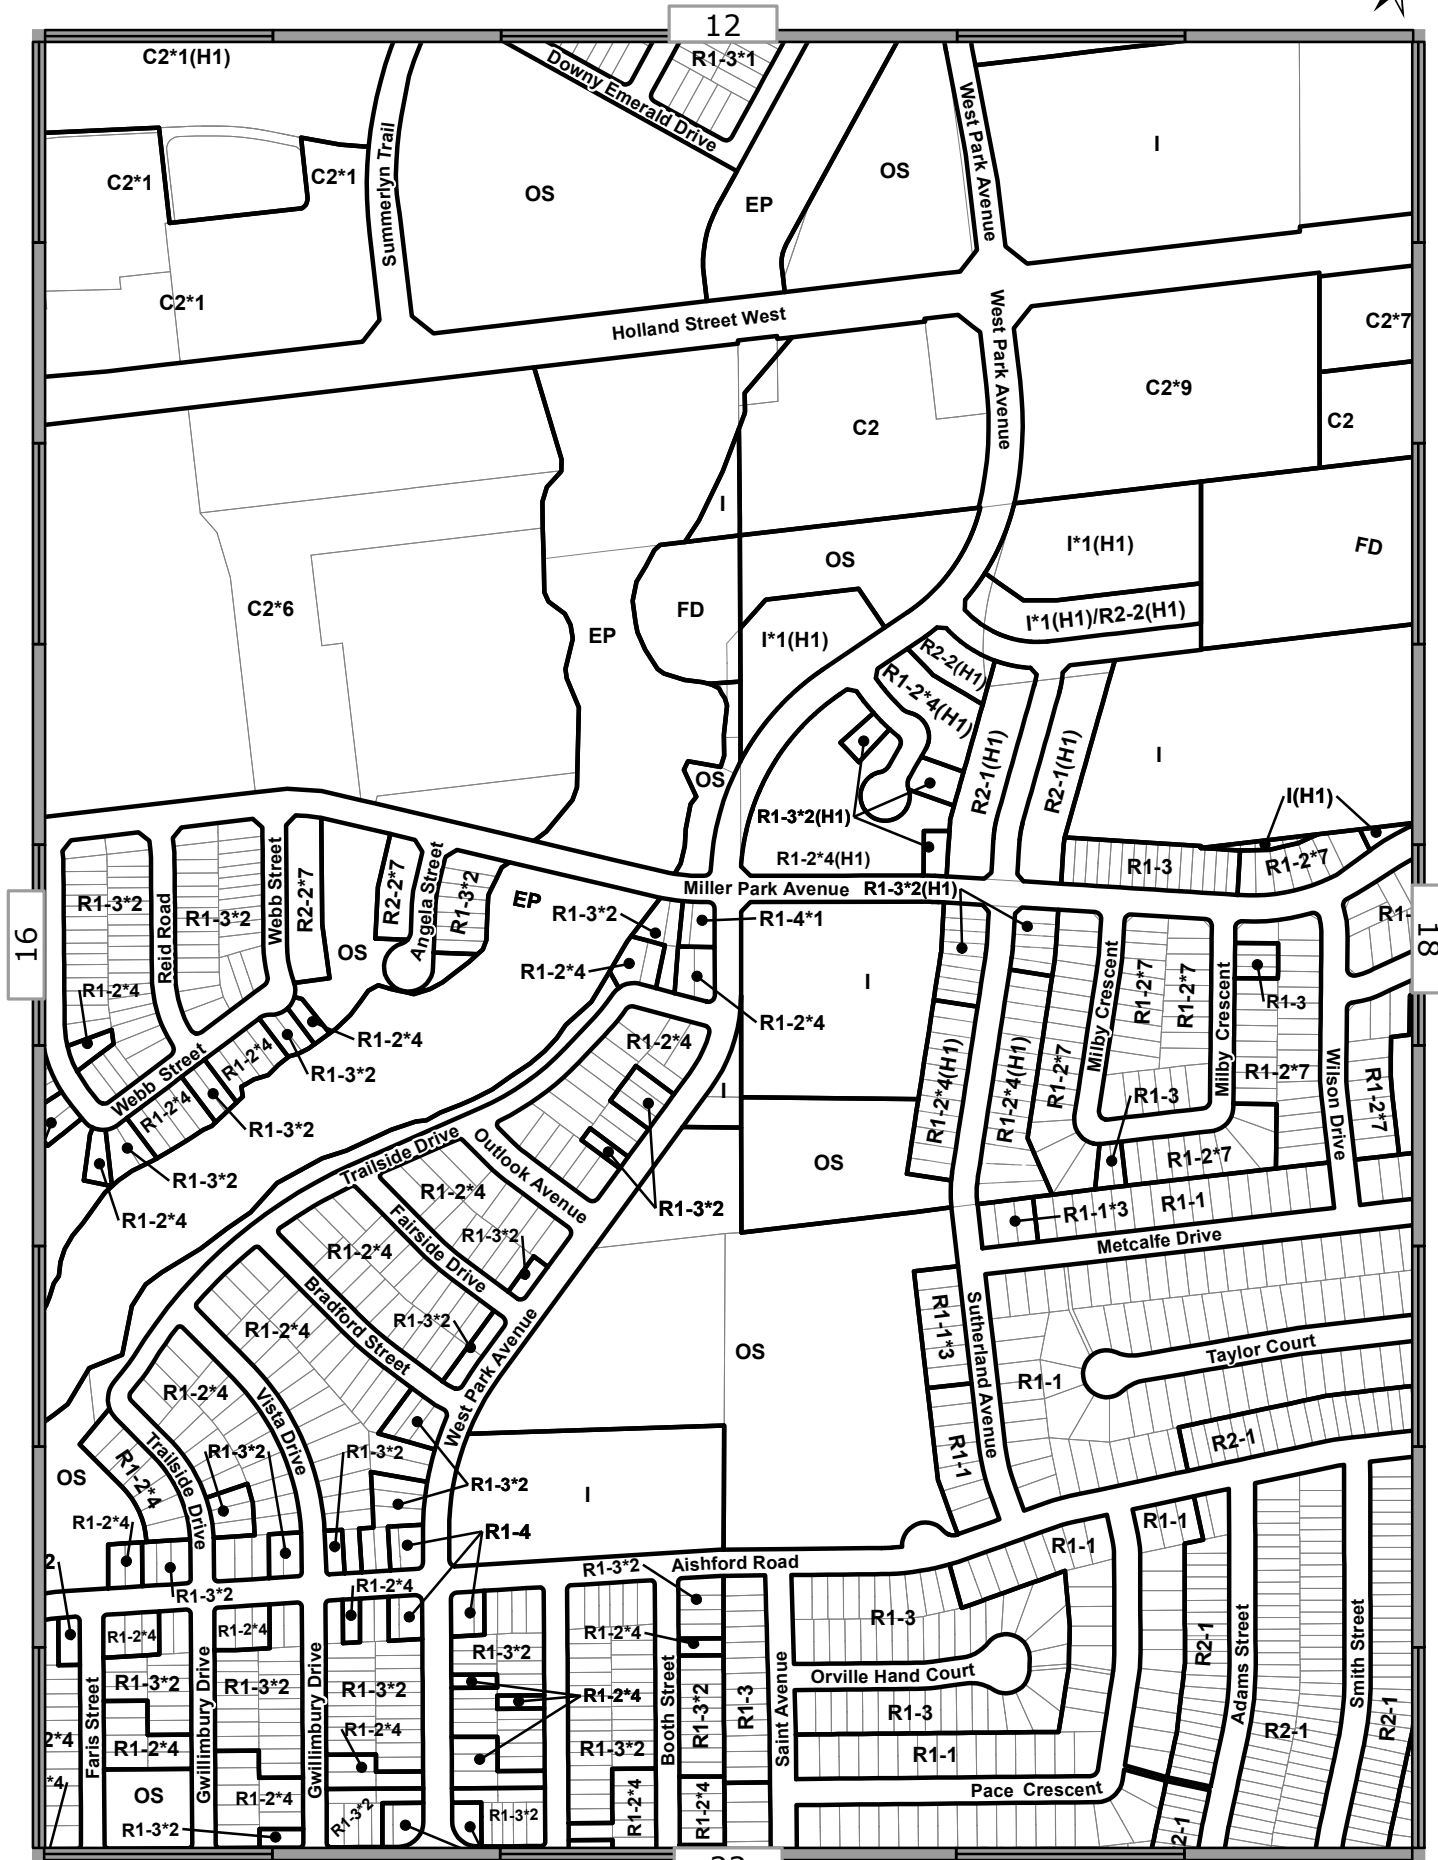 12
C2*1(H1)
R1-3*1
Downy Emerald Drive
West Park Avenue
I
C2*1
C2*1
Summerlyn Trail
OS
EP
OS
C2*1
Holland Street West
West Park Avenue
C2*7
C2*9
C2
C2
I
OS
I*1(H1)
FD
C2*6
EP
FD
I*1(H1)
I*1(H1)/R2-2(H1)
R2-2(H1)
R1-2*4(H1)
R2-1(H1)
R2-1(H1)
I
OS
I(H1)
R1-3*2(H1)
R1-2*4(H1)
R1-3
R1-2*7
Miller Park Avenue
R1-3*2(H1)
16
R1-3*2
Reid Road
R1-3*2
Webb Street
R2-2*7
OS
R2-2*7
Angela Street
R1-3*2
EP
R1-3*2
R1-4*1
R1-
18
R1-2*4
R1-2*4
R1-2*4
I
Milby Crescent
R1-2*7
R1-2*7
Milby Crescent
R1-3
R1-2*4
R1-2*4
R1-3*2
Webb Street
R1-2*4
R1-3*2
R1-3*2
R1-2*4
R1-2*4
I
R1-2*4(H1)
R1-2*4(H1)
R1-2*7
R1-3
R1-2*7
Wilson Drive
R1-2*7
Trailside Drive
Outlook Avenue
R1-3*2
OS
R1-2*7
R1-1*3
R1-1
Metcalfe Drive
R1-2*4
Fairside Drive
R1-3*2
R1-2*4
Bradford Street
R1-3*2
R1-2*4
West Park Avenue
OS
R1-1*3
Sutherland Avenue
R1-1
Taylor Court
R1-2*4
Vista Drive
R1-1
R2-1
OS
R1-2*4
Trailside Drive
R1-3*2
R1-3*2
R1-3*2
I
R1-2*4
R1-4
R1-1
R1-1
2
R1-3*2
R1-2*4
R1-3*2
Aishford Road
R1-2*4
R1-2*4
R1-3*2
R1-2*4
R1-3
R2-1
Adams Street
Smith Street
Faris Street
R1-3*2
Gwillimbury Drive
R1-3*2
Gwillimbury Drive
R1-3*2
R1-2*4
Booth Street
R1-3*2
R1-3
Saint Avenue
Orville Hand Court
R1-3
R2-1
R2-1
2*4
R1-2*4
R1-2*4
R1-3*2
R1-1
*4
OS
R1-2*4
R1-2*4
R1-2*4
Pace Crescent
R1-3*2
R1-3*2
R1-3*2
2-1